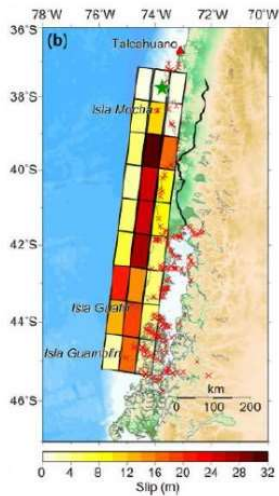 78°W 76°W 74°W 72°W 70°W
36°S
(b)
Talcahuano
38°S
Isla Mocha
40°S
42°S
44°S
Isla Guafo
Isla Guamblin
46°S
km
0 100 200
0 4 8 12 16 20 24 28 32
Slip (m)